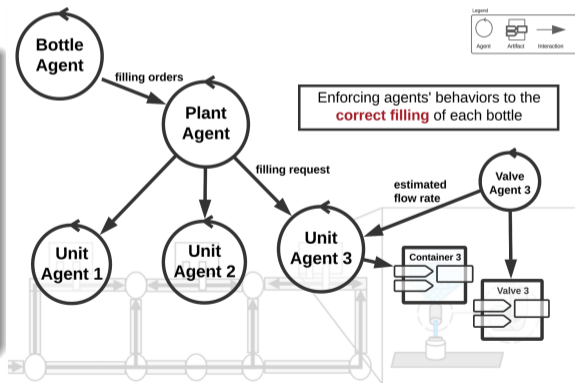 Legend
Agent
Artifact
Interaction
Bottle
Agent
filling orders
Plant
Agent
Enforcing agents' behaviors to the
correct filling of each bottle
filling request
estimated
flow rate
Valve
Agent 3
Unit
Agent 1
Unit
Agent 2
Unit
Agent 3
Container 3
Valve 3